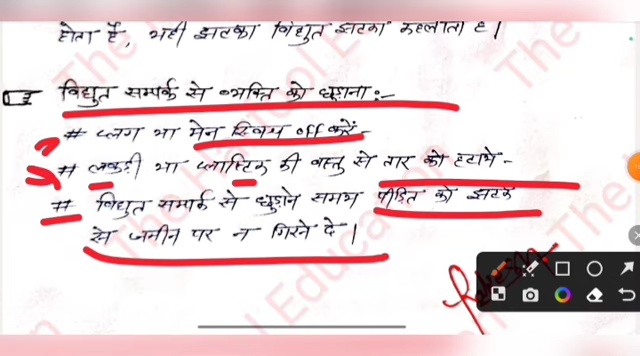 होता है, यही झटका विद्युत झटका कहलाता है।
विद्युत सम्पर्क से व्यक्ति को छुड़ाना:-
# प्लग या मेन स्विच off करें-
# लकड़ी या प्लास्टिक की वस्तु से तार को हटाये-
# विद्युत सम्पर्क से छुड़ाने समय पीड़ित को झटके
से जमीन पर न गिरने दे।